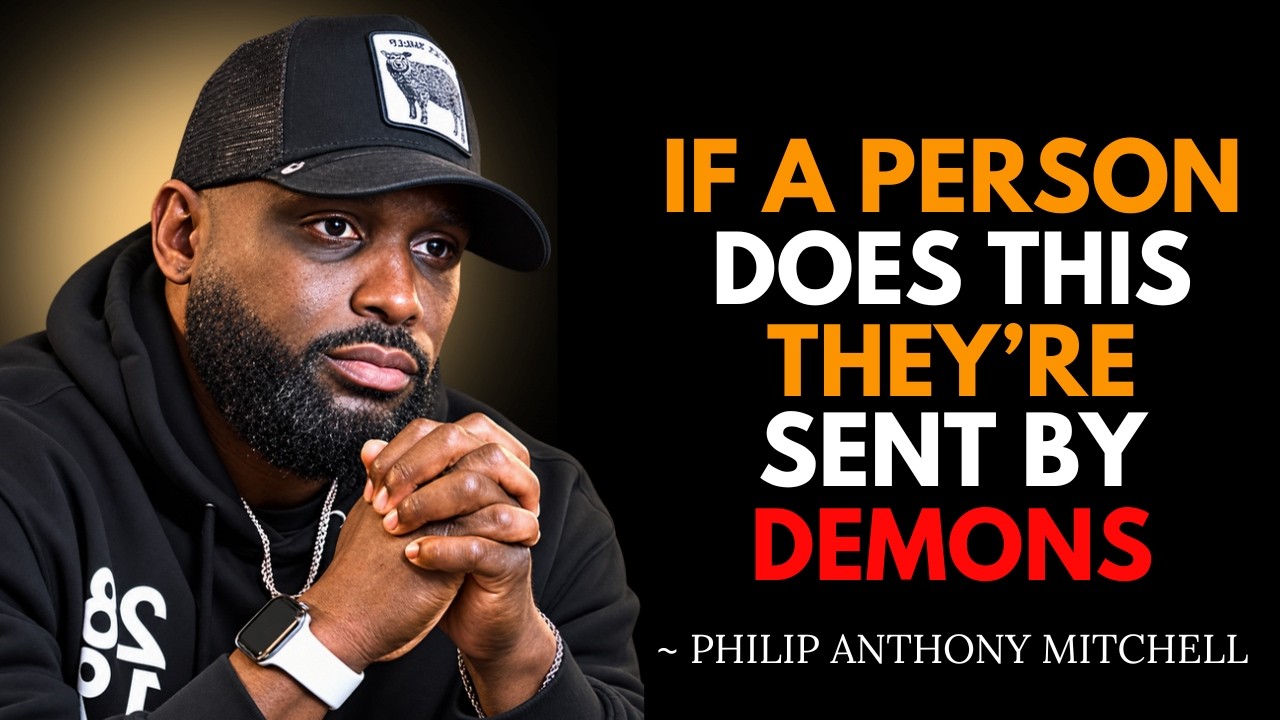 IF A PERSON
DOES THIS
THEY’RE
SENT BY
DEMONS
~ PHILIP ANTHONY MITCHELL